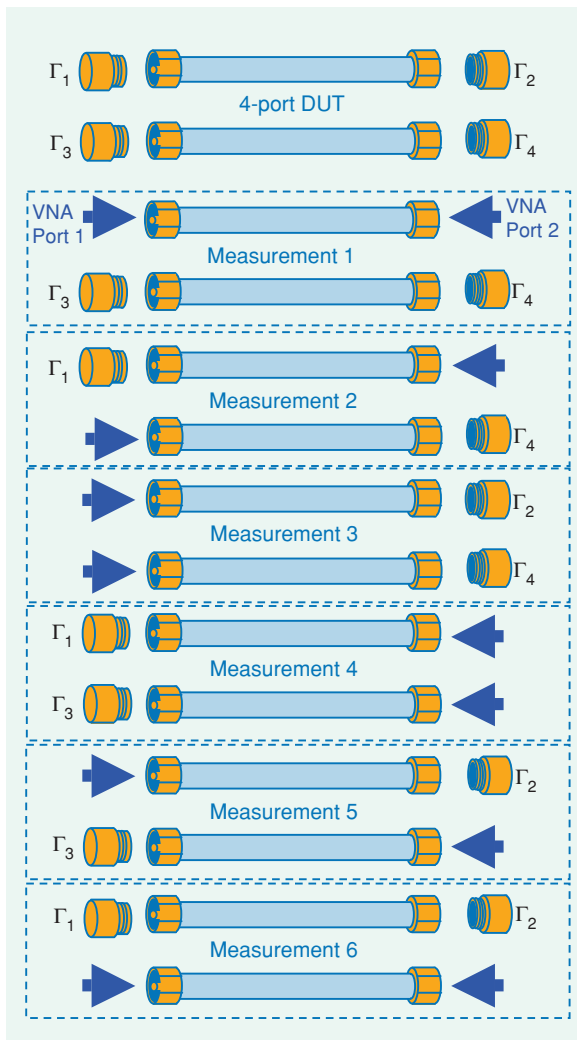 Γ1 Γ2
4-port DUT
Γ3 Γ4
VNA
Port 1
VNA
Port 2
Measurement 1
Γ3 Γ4
Γ1
Measurement 2
Γ4
Γ2
Measurement 3
Γ4
Γ1
Measurement 4
Γ3
Γ2
Measurement 5
Γ3
Γ1 Γ2
Measurement 6